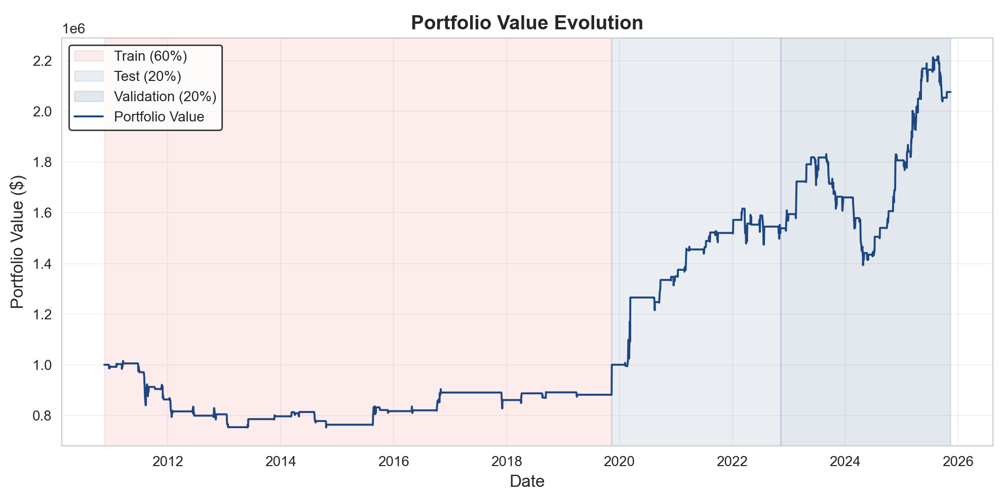 Portfolio Value Evolution
1e6
Train (60%)
Test (20%)
Validation (20%)
Portfolio Value
2.2
2.0
1.8
1.6
1.4
1.2
1.0
0.8
Portfolio Value ($)
2012 2014 2016 2018 2020 2022 2024 2026
Date